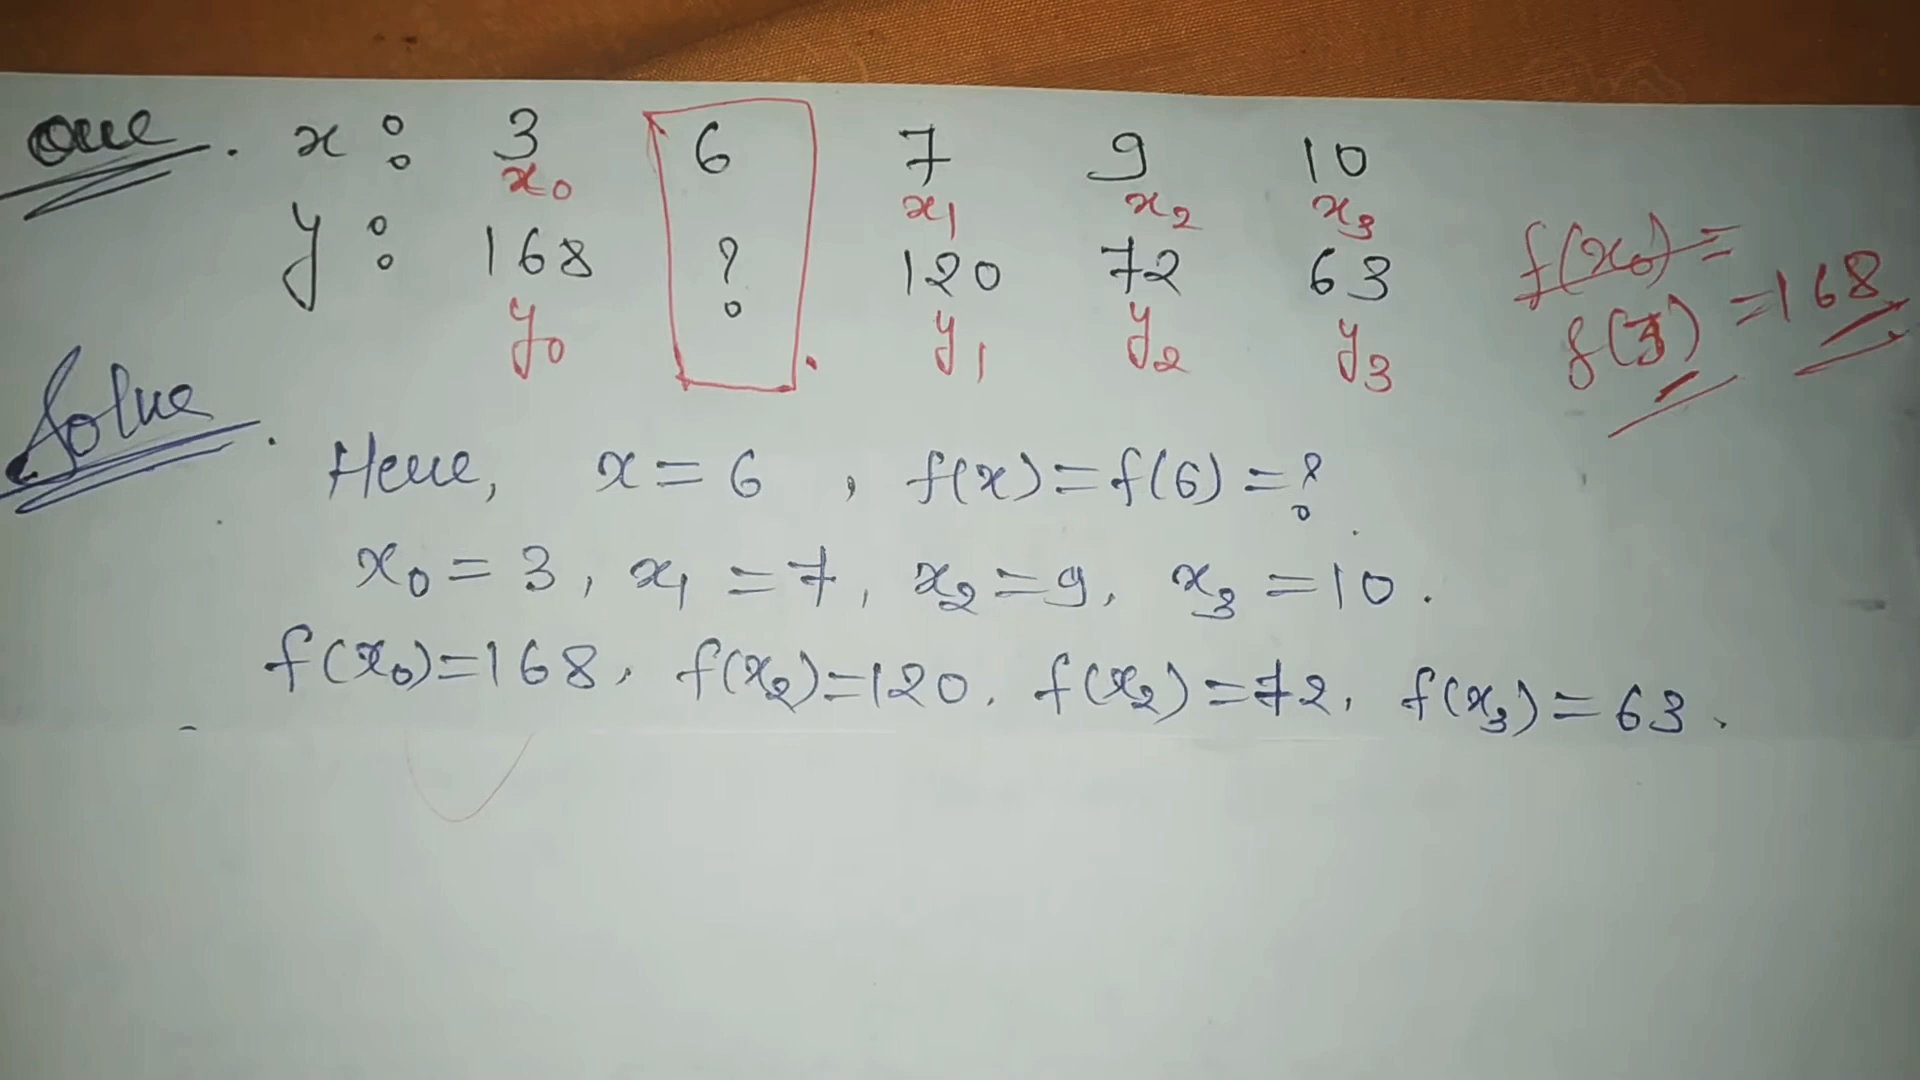 Que. x : 3 6 7 9 10
x₀ x₁ x₂ x₃
y : 168 ? 120 72 63
y₀ y₁ y₂ y₃
f(x₀) =
f(3) = 168
Solve.
Here, x = 6 , f(x) = f(6) = ?
x₀ = 3, x₁ = 7, x₂ = 9, x₃ = 10.
f(x₀) = 168, f(x₂) = 120, f(x₂) = 72, f(x₃) = 63.